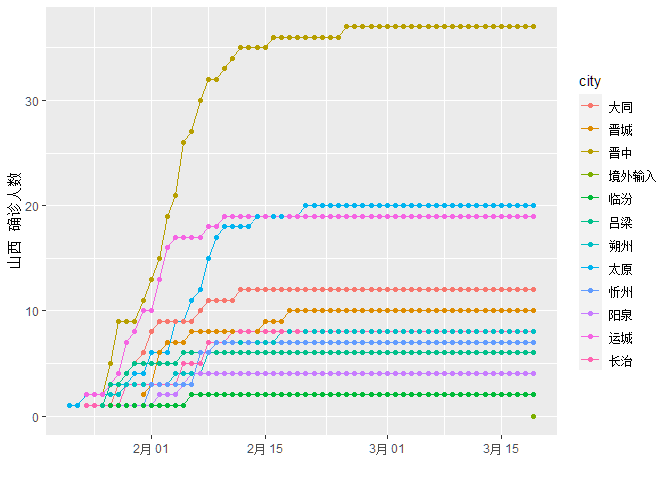 山西 确诊人数
30
20
10
0
2月 01
2月 15
3月 01
3月 15
city
大同
晋城
晋中
境外输入
临汾
吕梁
朔州
太原
忻州
阳泉
运城
长治